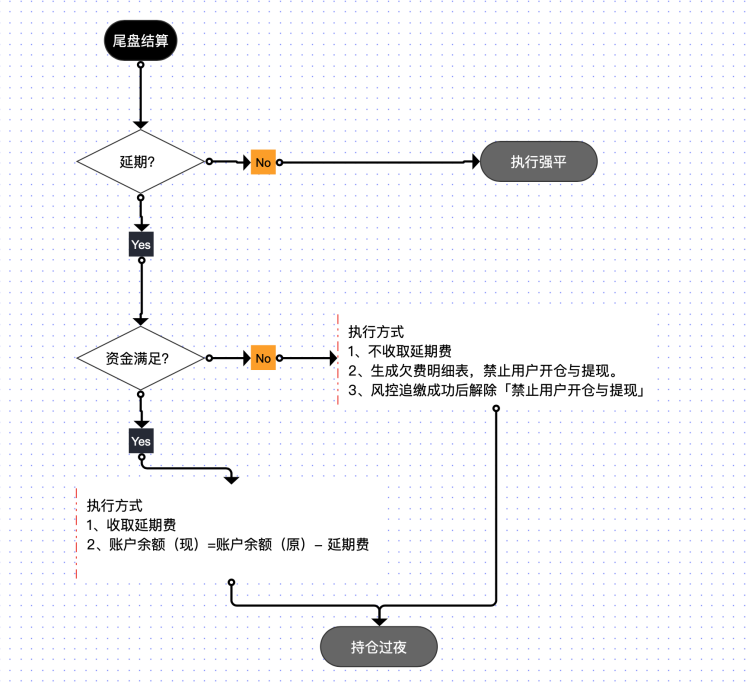 尾盘结算
延期?
No
执行强平
Yes
资金满足?
No
执行方式
1、不收取延期费
2、生成欠费明细表，禁止用户开仓与提现。
3、风控追缴成功后解除「禁止用户开仓与提现」
Yes
执行方式
1、收取延期费
2、账户余额（现）=账户余额（原）- 延期费
持仓过夜